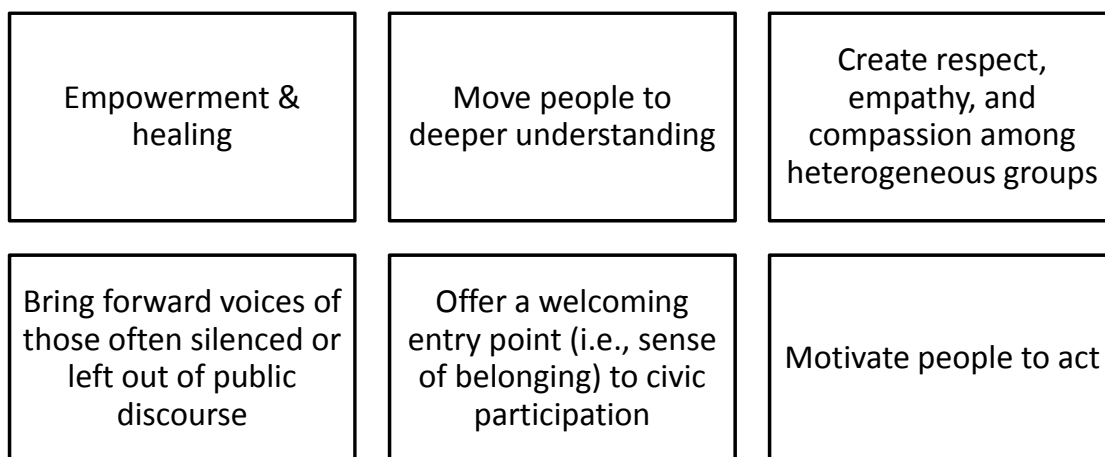 Empowerment &
healing
Move people to
deeper understanding
Create respect,
empathy, and
compassion among
heterogeneous groups
Bring forward voices of
those often silenced or
left out of public
discourse
Offer a welcoming
entry point (i.e., sense
of belonging) to civic
participation
Motivate people to act